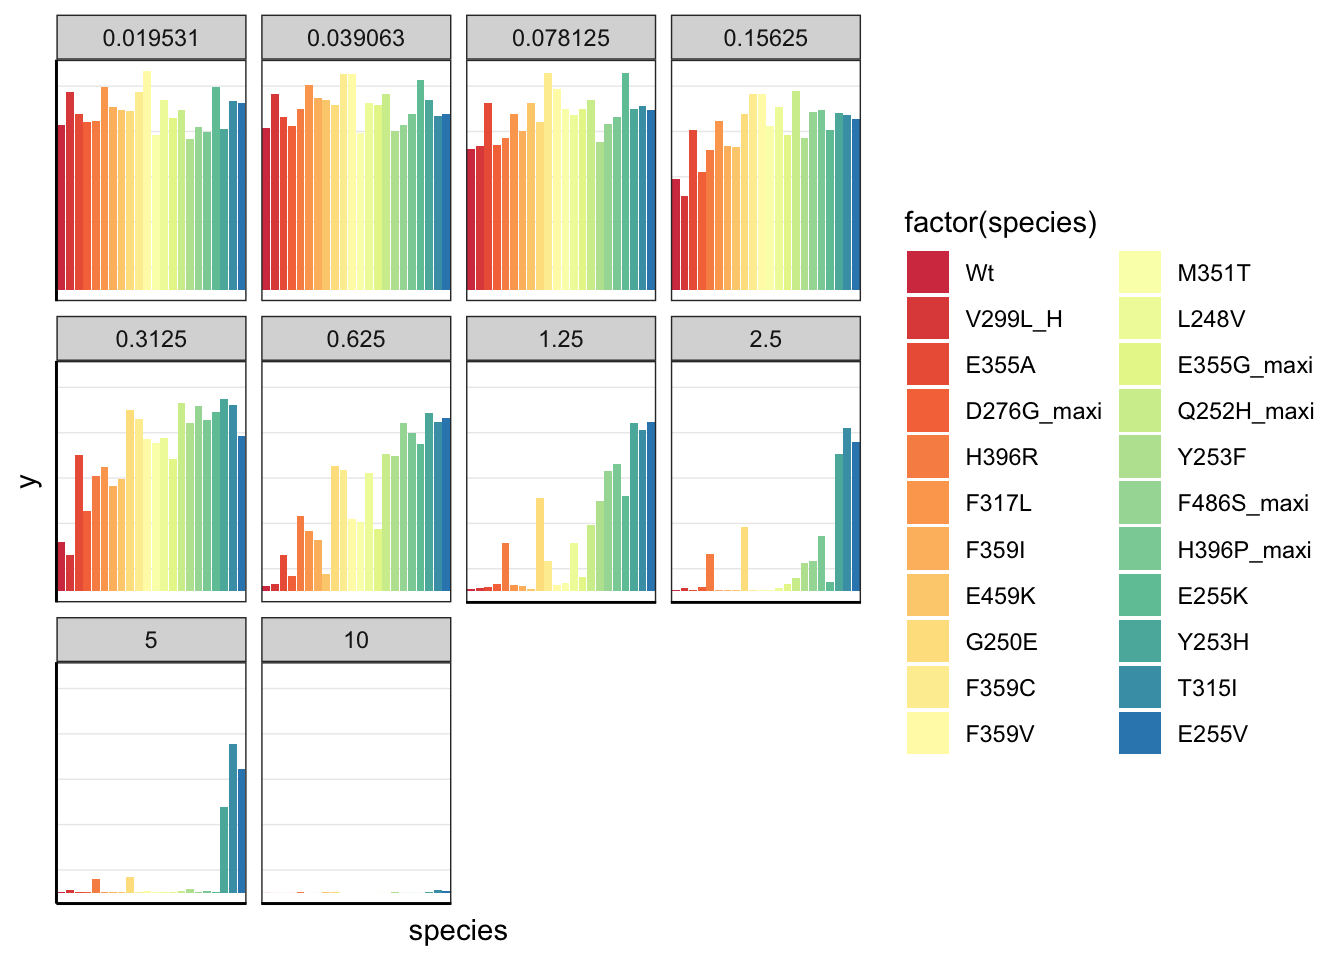 0.019531 0.039063 0.078125 0.15625
0.3125 0.625 1.25 2.5
5 10
y
species
factor(species)
Wt
V299L_H
E355A
D276G_maxi
H396R
F317L
F359I
E459K
G250E
F359C
F359V
M351T
L248V
E355G_maxi
Q252H_maxi
Y253F
F486S_maxi
H396P_maxi
E255K
Y253H
T315I
E255V